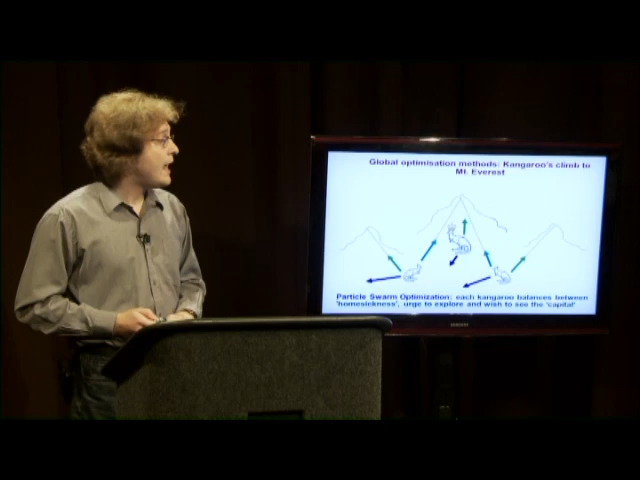 Global optimisation methods: Kangaroo's climb to
Mt. Everest
Particle Swarm Optimization: each kangaroo balances between
'homesickness', urge to explore and wish to see the 'capital'
SAMSUNG